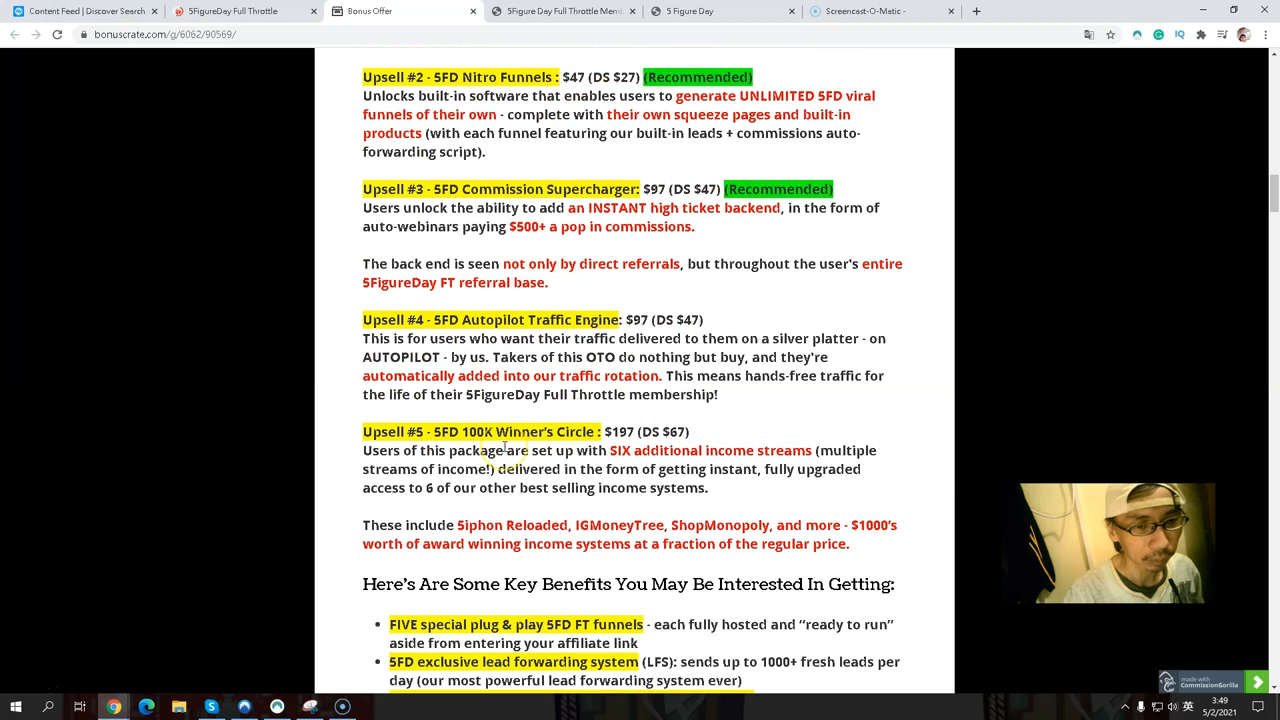 Content Feed | Discover Search
5FigureDay Full Throttle
Bonus Offer
5Figure Day Full Throttle Mem
5 Figure Day
Screencast-O-Matic -
bonuscrate.com/g/6062/90569/
Upsell #2 - 5FD Nitro Funnels : $47 (DS $27) (Recommended)
Unlocks built-in software that enables users to generate UNLIMITED 5FD viral
funnels of their own - complete with their own squeeze pages and built-in
products (with each funnel featuring our built-in leads + commissions auto-
forwarding script).
Upsell #3 - 5FD Commission Supercharger: $97 (DS $47) (Recommended)
Users unlock the ability to add an INSTANT high ticket backend, in the form of
auto-webinars paying $500+ a pop in commissions.
The back end is seen not only by direct referrals, but throughout the user's entire
5FigureDay FT referral base.
Upsell #4 - 5FD Autopilot Traffic Engine: $97 (DS $47)
This is for users who want their traffic delivered to them on a silver platter - on
AUTOPILOT - by us. Takers of this OTO do nothing but buy, and they're
automatically added into our traffic rotation. This means hands-free traffic for
the life of their 5FigureDay Full Throttle membership!
Upsell #5 - 5FD 100K Winner's Circle : $197 (DS $67)
Users of this package are set up with SIX additional income streams (multiple
streams of income!) delivered in the form of getting instant, fully upgraded
access to 6 of our other best selling income systems.
These include 5iphon Reloaded, IGMoneyTree, ShopMonopoly, and more - $1000's
worth of award winning income systems at a fraction of the regular price.
Here's Are Some Key Benefits You May Be Interested In Getting:
• FIVE special plug & play 5FD FT funnels - each fully hosted and “ready to run”
aside from entering your affiliate link
• 5FD exclusive lead forwarding system (LFS): sends up to 1000+ fresh leads per
day (our most powerful lead forwarding system ever)
made with
CommissionGorilla
英
3:49
5/2/2021